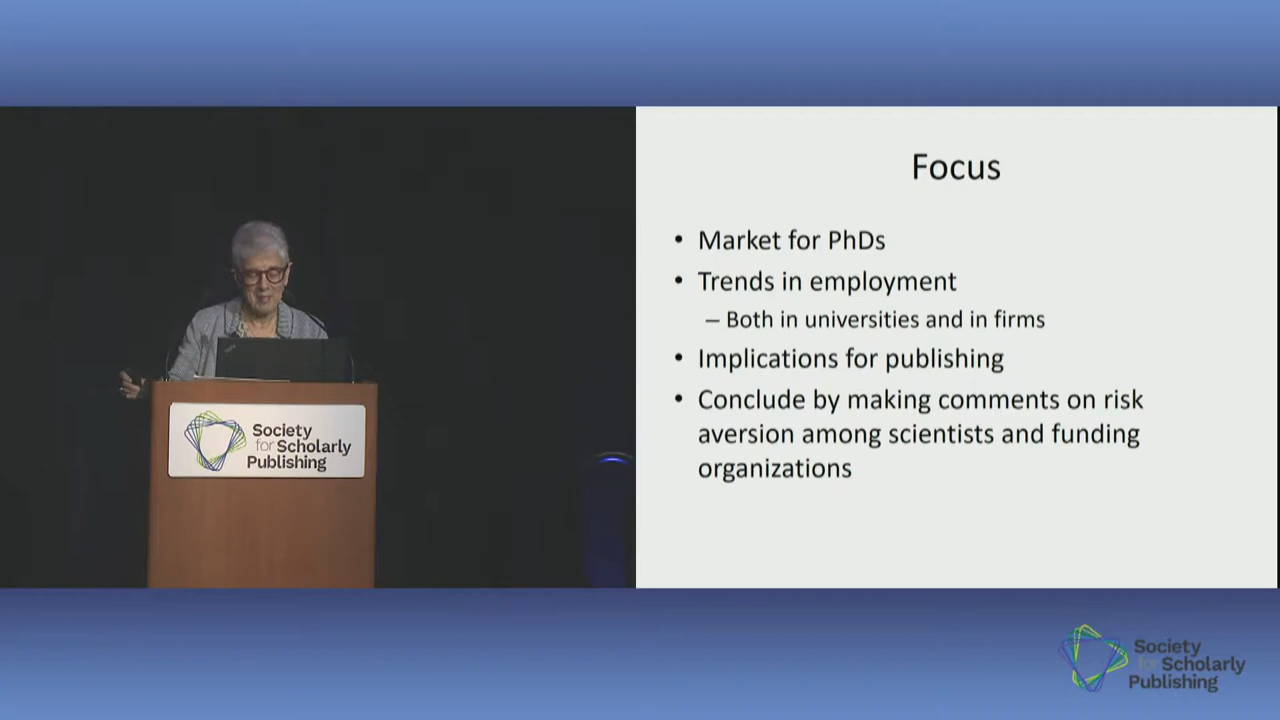 Focus
• Market for PhDs
• Trends in employment
– Both in universities and in firms
• Implications for publishing
• Conclude by making comments on risk
aversion among scientists and funding
organizations
Society
for Scholarly
Publishing
Society
for Scholarly
Publishing